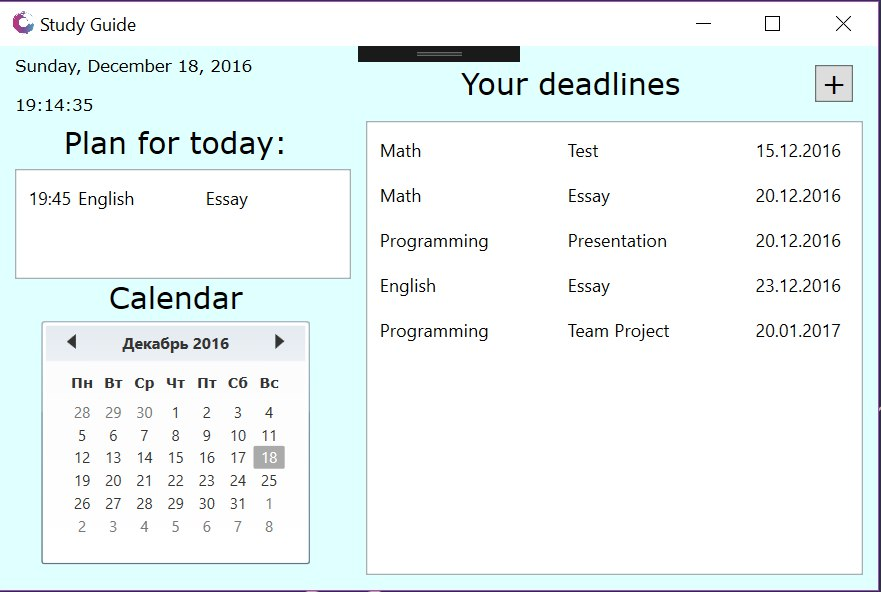 Study Guide
Sunday, December 18, 2016
19:14:35
Plan for today:
19:45 English Essay
Calendar
Декабрь 2016
Пн Вт Ср Чт Пт Сб Вс
28 29 30 1 2 3 4
5 6 7 8 9 10 11
12 13 14 15 16 17 18
19 20 21 22 23 24 25
26 27 28 29 30 31 1
2 3 4 5 6 7 8
Your deadlines
+
Math Test 15.12.2016
Math Essay 20.12.2016
Programming Presentation 20.12.2016
English Essay 23.12.2016
Programming Team Project 20.01.2017